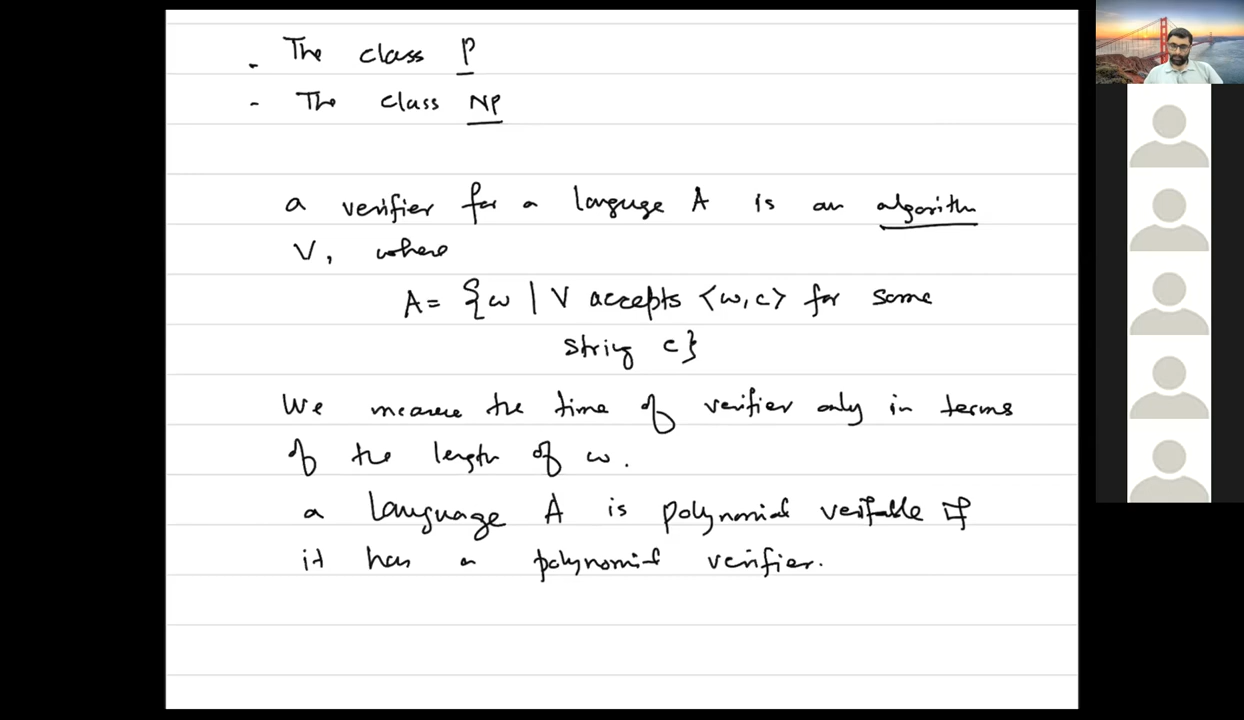 - The class P
- The class NP
a verifier for a languge A is an algorithm
V, where
A = {w | V accepts <w,c> for some
string c}
We measure the time of verifier only in terms
of the length of w.
a language A is polynomial verifiable if
it has a polynomial verifier.